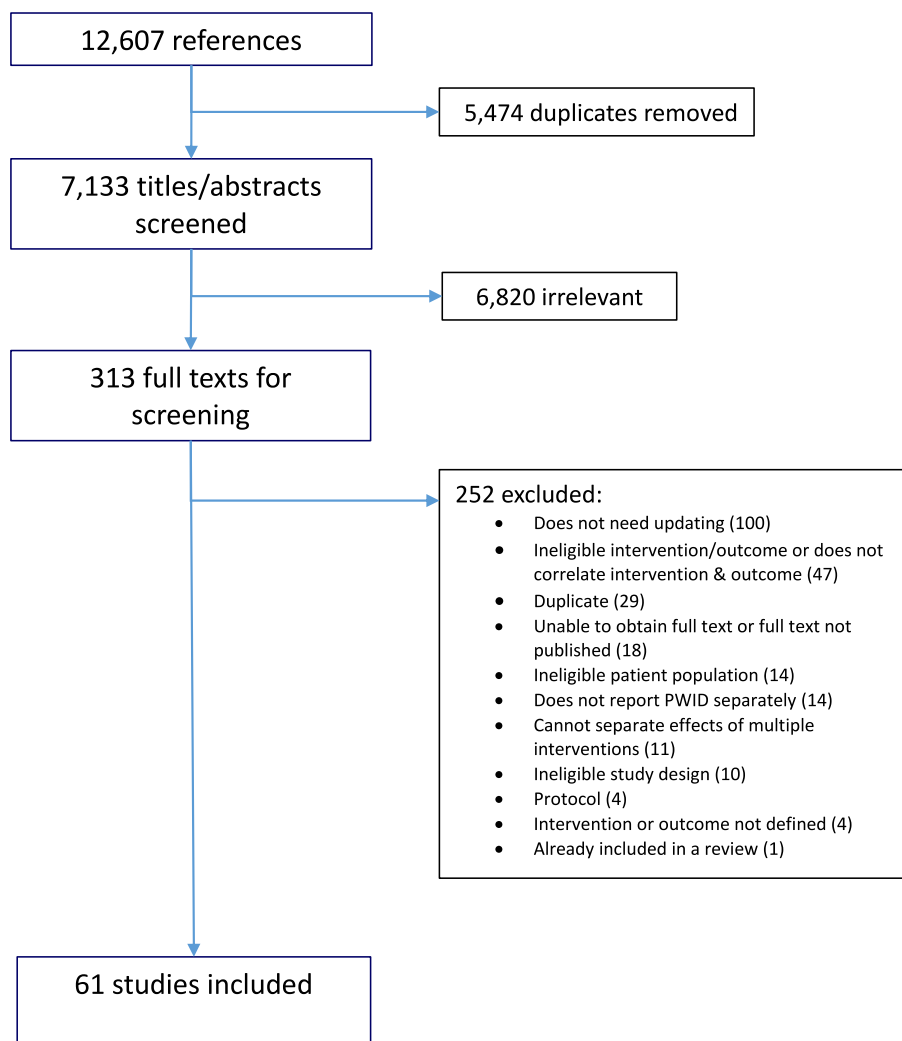 12,607 references
5,474 duplicates removed
7,133 titles/abstracts
screened
6,820 irrelevant
313 full texts for
screening
252 excluded:
• Does not need updating (100)
• Ineligible intervention/outcome or does not
correlate intervention & outcome (47)
• Duplicate (29)
• Unable to obtain full text or full text not
published (18)
• Ineligible patient population (14)
• Does not report PWID separately (14)
• Cannot separate effects of multiple
interventions (11)
• Ineligible study design (10)
• Protocol (4)
• Intervention or outcome not defined (4)
• Already included in a review (1)
61 studies included